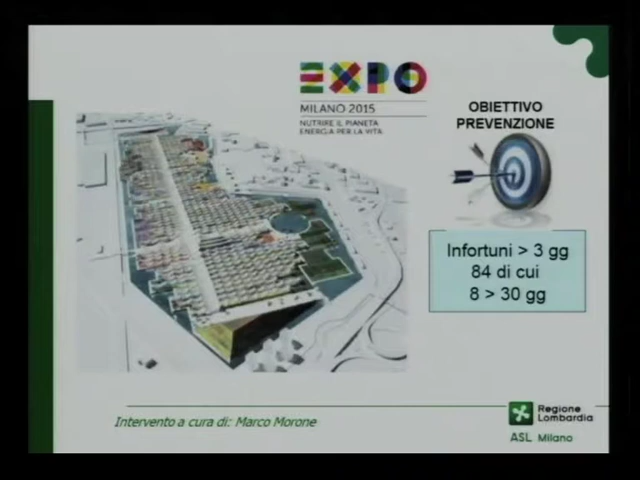 EXPO
MILANO 2015
NUTRIRE IL PIANETA
ENERGIA PER LA VITA
OBIETTIVO
PREVENZIONE
Infortuni > 3 gg
84 di cui
8 > 30 gg
Intervento a cura di: Marco Morone
Regione
Lombardia
ASL Milano